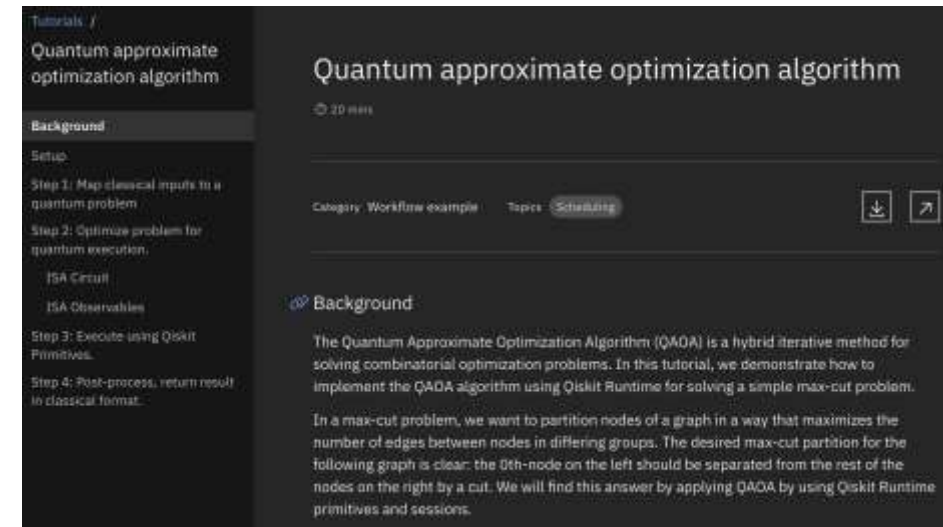 Tutorials /
Quantum approximate
optimization algorithm
Background
Setup
Step 1: Map classical inputs to a
quantum problem
Step 2: Optimize problem for
quantum execution.
ISA Circuit
ISA Observables
Step 3: Execute using Qiskit
Primitives.
Step 4: Post-process, return result
in classical format.
Quantum approximate optimization algorithm
20 mins
Category Workflow example Topics Scheduling
Background
The Quantum Approximate Optimization Algorithm (QAOA) is a hybrid iterative method for
solving combinatorial optimization problems. In this tutorial, we demonstrate how to
implement the QAOA algorithm using Qiskit Runtime for solving a simple max-cut problem.
In a max-cut problem, we want to partition nodes of a graph in a way that maximizes the
number of edges between nodes in differing groups. The desired max-cut partition for the
following graph is clear: the 0th-node on the left should be separated from the rest of the
nodes on the right by a cut. We will find this answer by applying QAOA by using Qiskit Runtime
primitives and sessions.